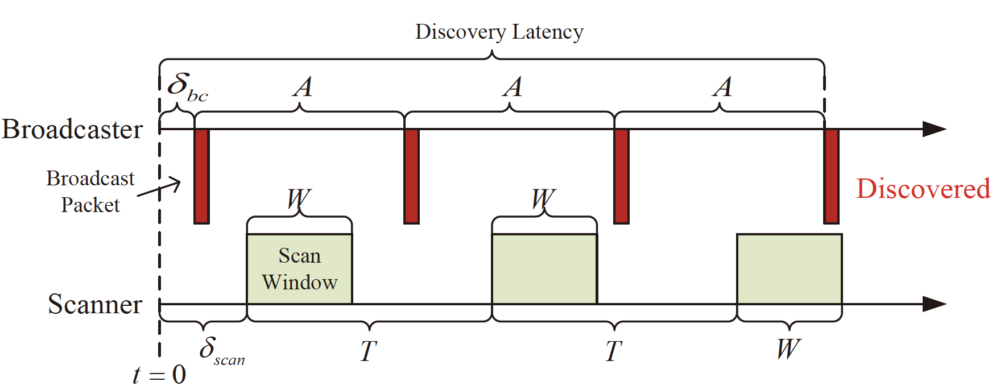 Discovery Latency
δbc
A
A
A
Broadcaster
Broadcast
Packet
W
W
Discovered
Scan
Window
Scanner
δscan
T
T
W
t = 0